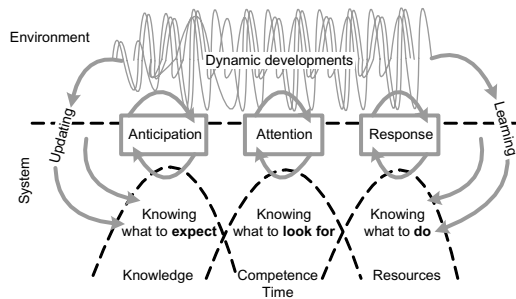 Environment
Dynamic developments
Updating
Anticipation
Attention
Response
Learning
System
Knowing
what to expect
Knowing
what to look for
Knowing
what to do
Knowledge
Competence
Resources
Time